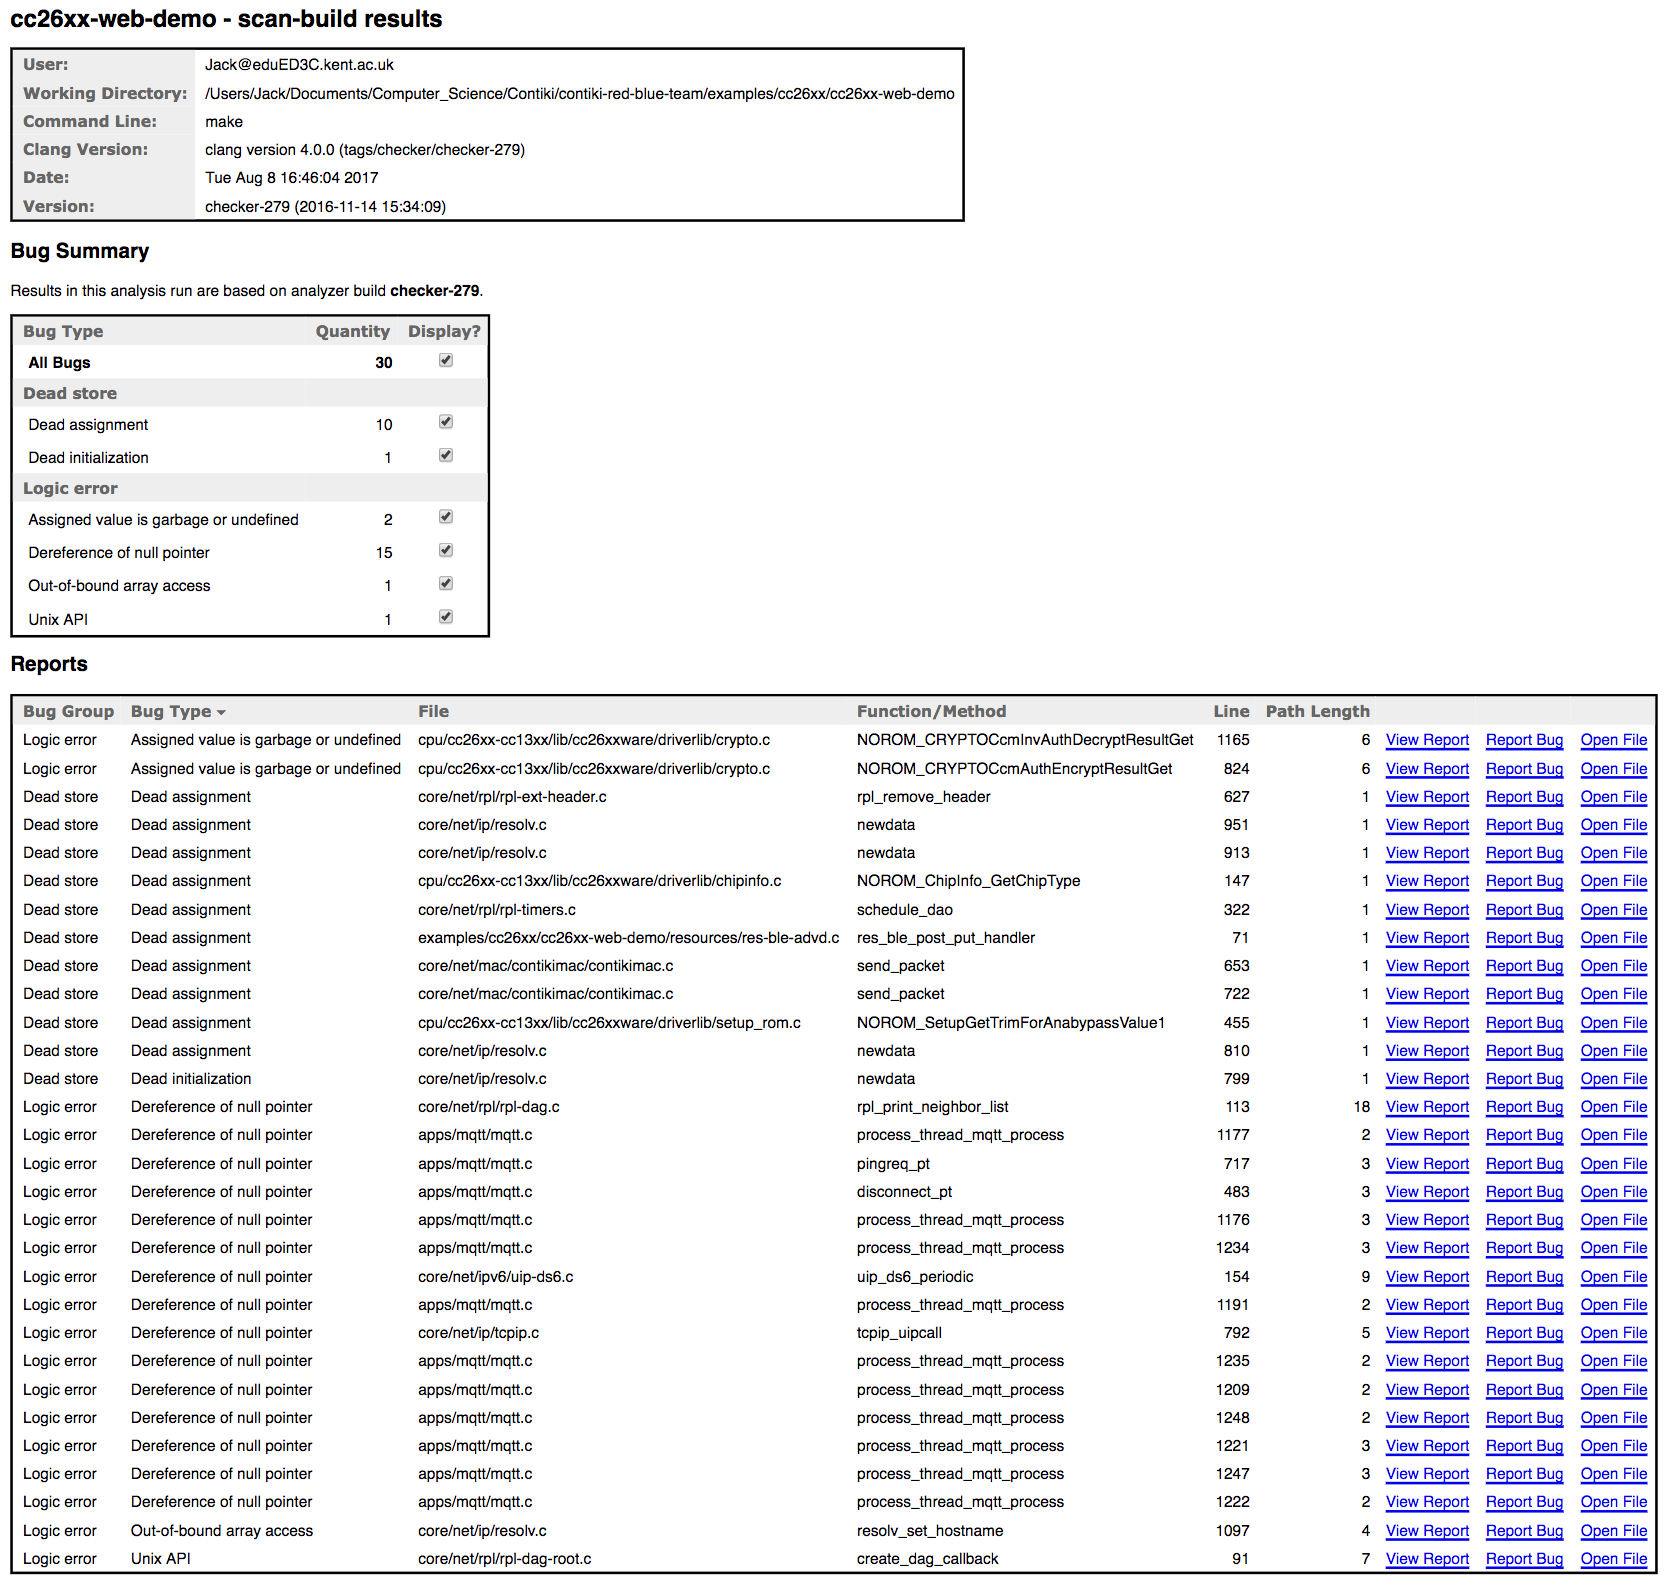 cc26xx-web-demo - scan-build results
User: Jack@eduED3C.kent.ac.uk
Working Directory: /Users/Jack/Documents/Computer_Science/Contiki/contiki-red-blue-team/examples/cc26xx/cc26xx-web-demo
Command Line: make
Clang Version: clang version 4.0.0 (tags/checker/checker-279)
Date: Tue Aug 8 16:46:04 2017
Version: checker-279 (2016-11-14 15:34:09)
Bug Summary
Results in this analysis run are based on analyzer build checker-279.
Bug Type Quantity Display?
All Bugs 30
Dead store
Dead assignment 10
Dead initialization 1
Logic error
Assigned value is garbage or undefined 2
Dereference of null pointer 15
Out-of-bound array access 1
Unix API 1
Reports
Bug Group Bug Type File Function/Method Line Path Length
Logic error Assigned value is garbage or undefined cpu/cc26xx-cc13xx/lib/cc26xxware/driverlib/crypto.c NOROM_CRYPTOCcmInvAuthDecryptResultGet 1165 6 View Report Report Bug Open File
Logic error Assigned value is garbage or undefined cpu/cc26xx-cc13xx/lib/cc26xxware/driverlib/crypto.c NOROM_CRYPTOCcmAuthEncryptResultGet 824 6 View Report Report Bug Open File
Dead store Dead assignment core/net/rpl/rpl-ext-header.c rpl_remove_header 627 1 View Report Report Bug Open File
Dead store Dead assignment core/net/ip/resolv.c newdata 951 1 View Report Report Bug Open File
Dead store Dead assignment core/net/ip/resolv.c newdata 913 1 View Report Report Bug Open File
Dead store Dead assignment cpu/cc26xx-cc13xx/lib/cc26xxware/driverlib/chipinfo.c NOROM_ChipInfo_GetChipType 147 1 View Report Report Bug Open File
Dead store Dead assignment core/net/rpl/rpl-timers.c schedule_dao 322 1 View Report Report Bug Open File
Dead store Dead assignment examples/cc26xx/cc26xx-web-demo/resources/res-ble-advd.c res_ble_post_put_handler 71 1 View Report Report Bug Open File
Dead store Dead assignment core/net/mac/contikimac/contikimac.c send_packet 653 1 View Report Report Bug Open File
Dead store Dead assignment core/net/mac/contikimac/contikimac.c send_packet 722 1 View Report Report Bug Open File
Dead store Dead assignment cpu/cc26xx-cc13xx/lib/cc26xxware/driverlib/setup_rom.c NOROM_SetupGetTrimForAnabypassValue1 455 1 View Report Report Bug Open File
Dead store Dead assignment core/net/ip/resolv.c newdata 810 1 View Report Report Bug Open File
Dead store Dead initialization core/net/ip/resolv.c newdata 799 1 View Report Report Bug Open File
Logic error Dereference of null pointer core/net/rpl/rpl-dag.c rpl_print_neighbor_list 113 18 View Report Report Bug Open File
Logic error Dereference of null pointer apps/mqtt/mqtt.c process_thread_mqtt_process 1177 2 View Report Report Bug Open File
Logic error Dereference of null pointer apps/mqtt/mqtt.c pingreq_pt 717 3 View Report Report Bug Open File
Logic error Dereference of null pointer apps/mqtt/mqtt.c disconnect_pt 483 3 View Report Report Bug Open File
Logic error Dereference of null pointer apps/mqtt/mqtt.c process_thread_mqtt_process 1176 3 View Report Report Bug Open File
Logic error Dereference of null pointer apps/mqtt/mqtt.c process_thread_mqtt_process 1234 3 View Report Report Bug Open File
Logic error Dereference of null pointer core/net/ipv6/uip-ds6.c uip_ds6_periodic 154 9 View Report Report Bug Open File
Logic error Dereference of null pointer apps/mqtt/mqtt.c process_thread_mqtt_process 1191 2 View Report Report Bug Open File
Logic error Dereference of null pointer core/net/ip/tcpip.c tcpip_uipcall 792 5 View Report Report Bug Open File
Logic error Dereference of null pointer apps/mqtt/mqtt.c process_thread_mqtt_process 1235 2 View Report Report Bug Open File
Logic error Dereference of null pointer apps/mqtt/mqtt.c process_thread_mqtt_process 1209 2 View Report Report Bug Open File
Logic error Dereference of null pointer apps/mqtt/mqtt.c process_thread_mqtt_process 1248 2 View Report Report Bug Open File
Logic error Dereference of null pointer apps/mqtt/mqtt.c process_thread_mqtt_process 1221 3 View Report Report Bug Open File
Logic error Dereference of null pointer apps/mqtt/mqtt.c process_thread_mqtt_process 1247 3 View Report Report Bug Open File
Logic error Dereference of null pointer apps/mqtt/mqtt.c process_thread_mqtt_process 1222 2 View Report Report Bug Open File
Logic error Out-of-bound array access core/net/ip/resolv.c resolv_set_hostname 1097 4 View Report Report Bug Open File
Logic error Unix API core/net/rpl/rpl-dag-root.c create_dag_callback 91 7 View Report Report Bug Open File